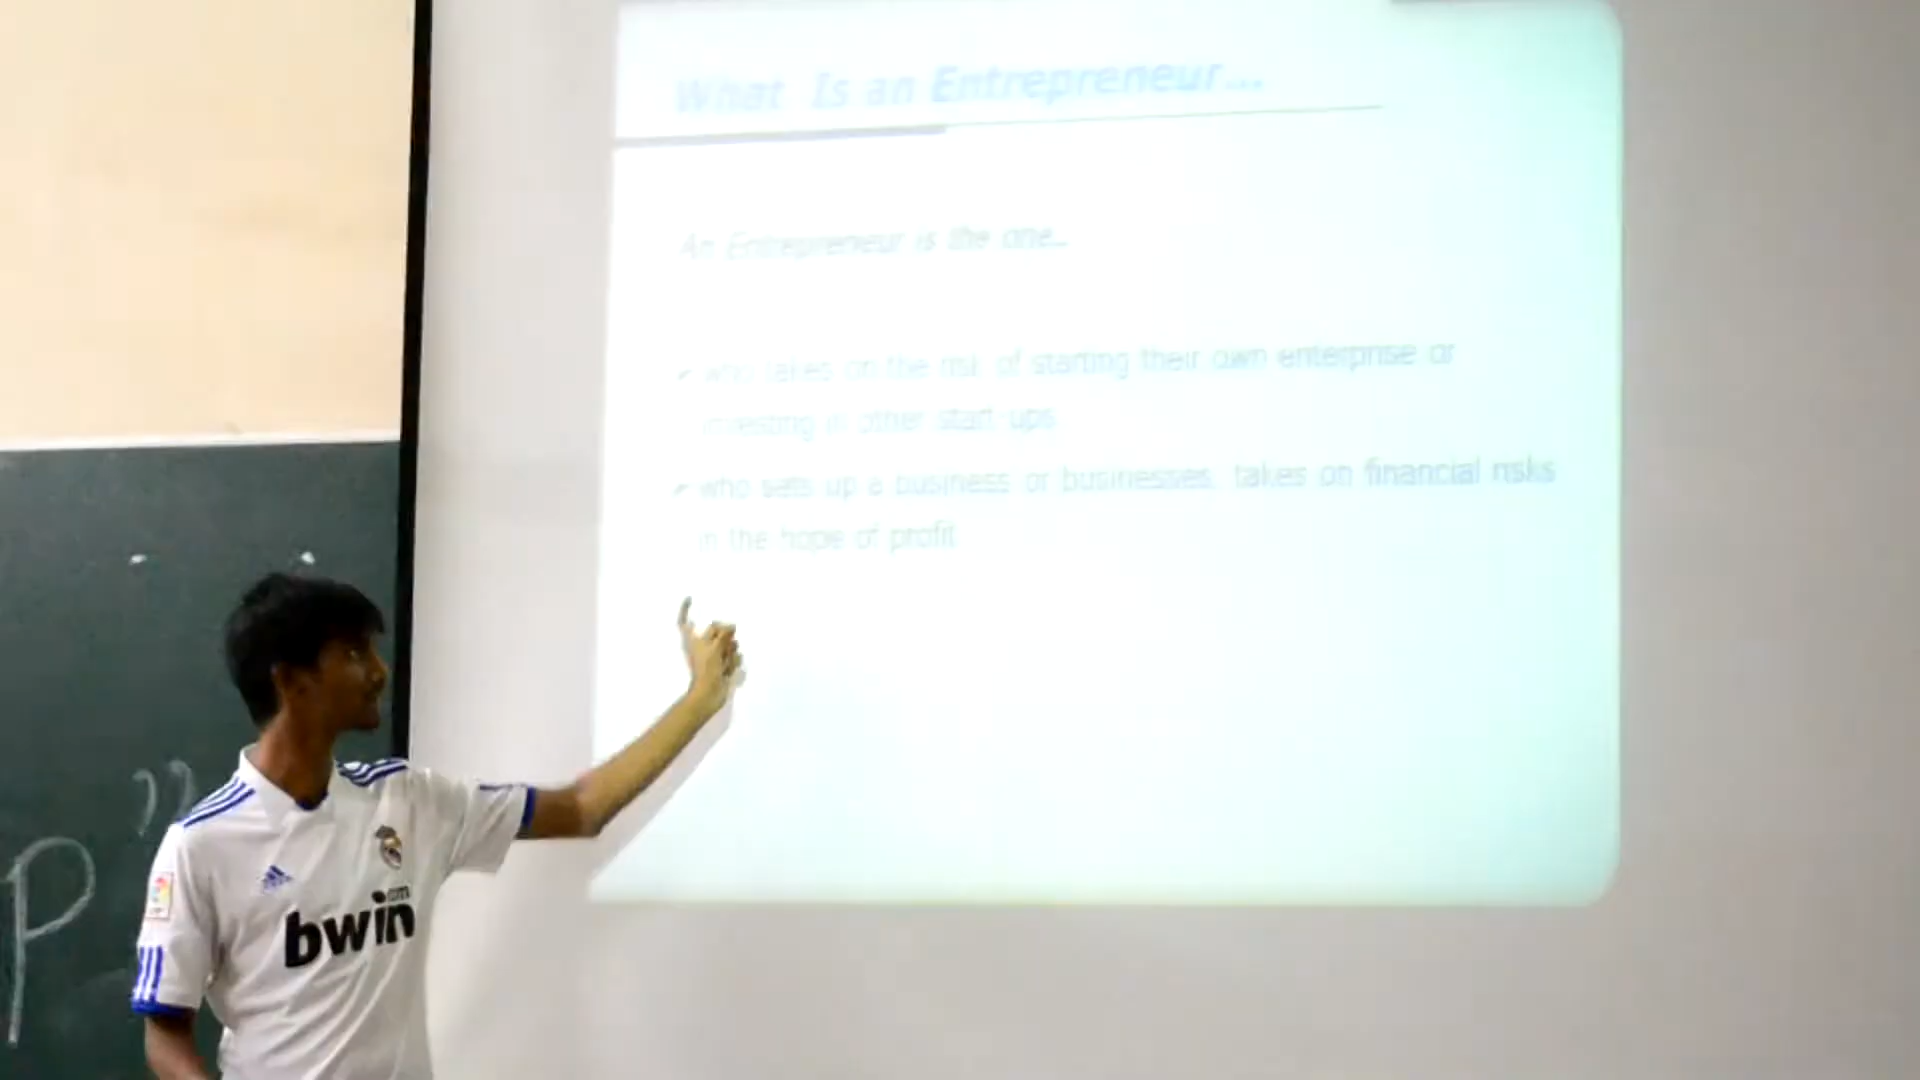 What Is an Entrepreneur...
An Entrepreneur is the one...
who takes on the risk of starting their own enterprise or
investing in other start ups
who sets up a business or businesses, takes on financial risks
in the hope of profit
P"
bwin
.com